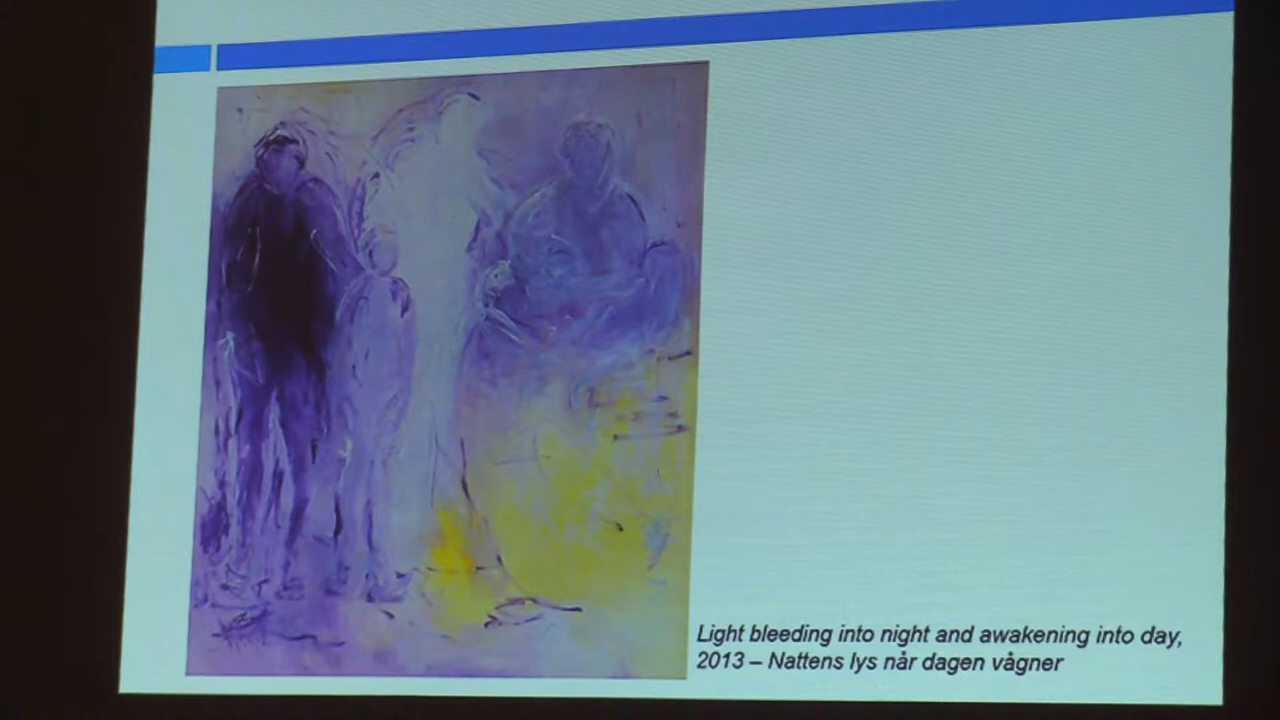 Light bleeding into night and awakening into day,
2013 – Nattens lys når dagen vågner